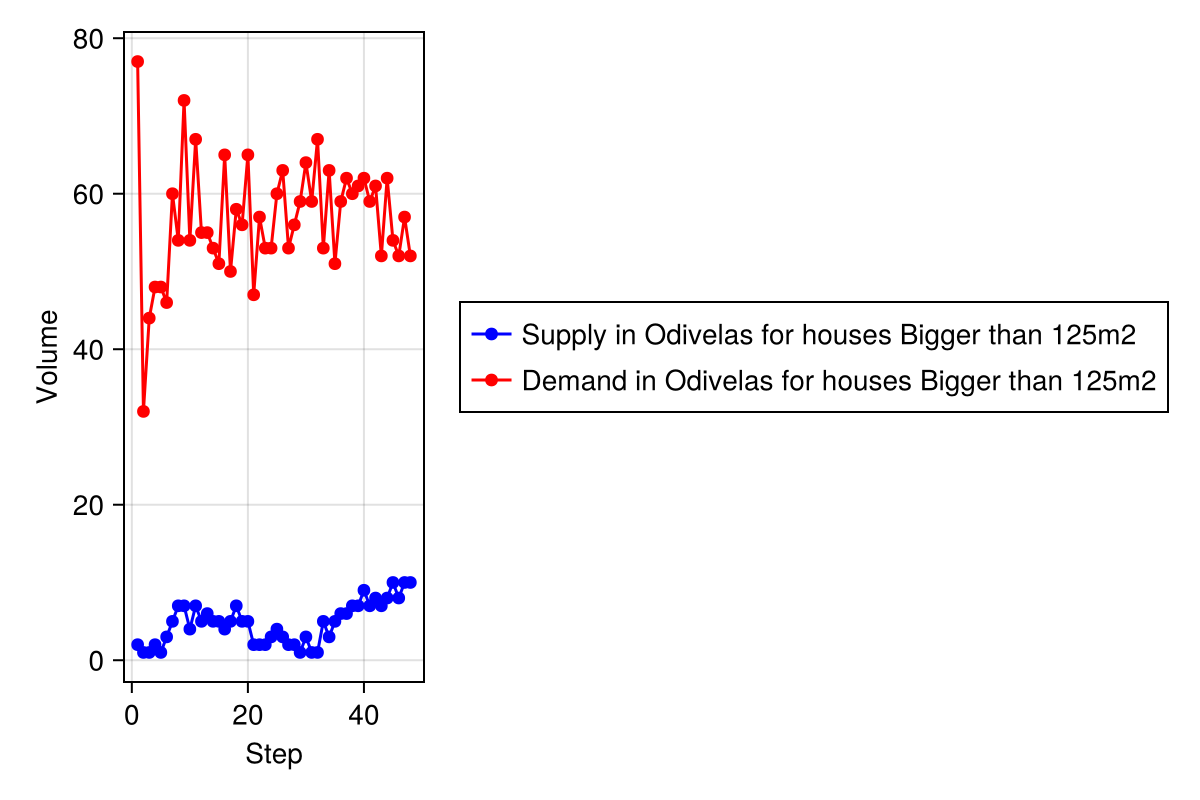 80
60
40
20
0
Volume
0 20 40
Step
Supply in Odivelas for houses Bigger than 125m2
Demand in Odivelas for houses Bigger than 125m2